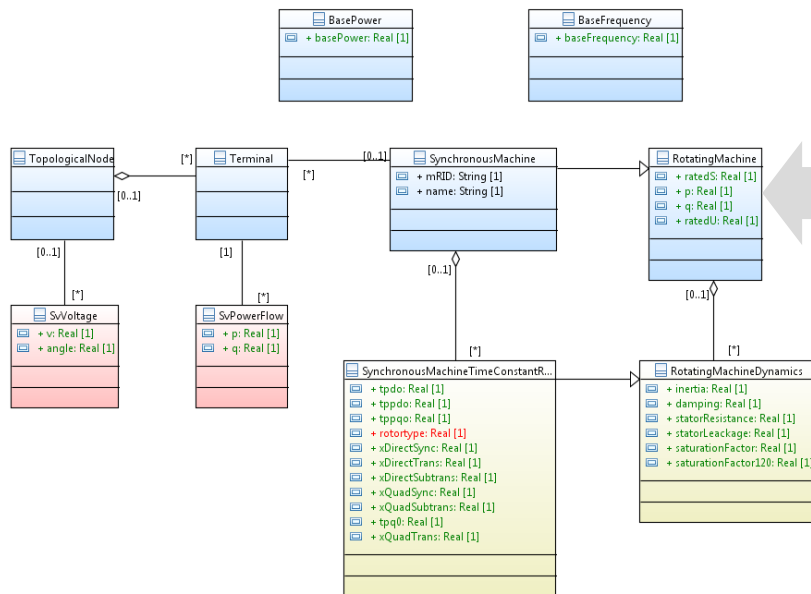 BasePower
+ basePower: Real [1]
BaseFrequency
+ baseFrequency: Real [1]
TopologicalNode
[*]
[0..1]
Terminal
[*]
[0..1]
SynchronousMachine
+ mRID: String [1]
+ name: String [1]
RotatingMachine
+ ratedS: Real [1]
+ p: Real [1]
+ q: Real [1]
+ ratedU: Real [1]
[0..1]
[*]
[1]
[*]
[0..1]
[*]
[0..1]
[*]
SvVoltage
+ v: Real [1]
+ angle: Real [1]
SvPowerFlow
+ p: Real [1]
+ q: Real [1]
SynchronousMachineTimeConstantR...
+ tpdo: Real [1]
+ tppdo: Real [1]
+ tppqo: Real [1]
+ rotortype: Real [1]
+ xDirectSync: Real [1]
+ xDirectTrans: Real [1]
+ xDirectSubtrans: Real [1]
+ xQuadSync: Real [1]
+ xQuadSubtrans: Real [1]
+ tpq0: Real [1]
+ xQuadTrans: Real [1]
RotatingMachineDynamics
+ inertia: Real [1]
+ damping: Real [1]
+ statorResistance: Real [1]
+ statorLeackage: Real [1]
+ saturationFactor: Real [1]
+ saturationFactor120: Real [1]